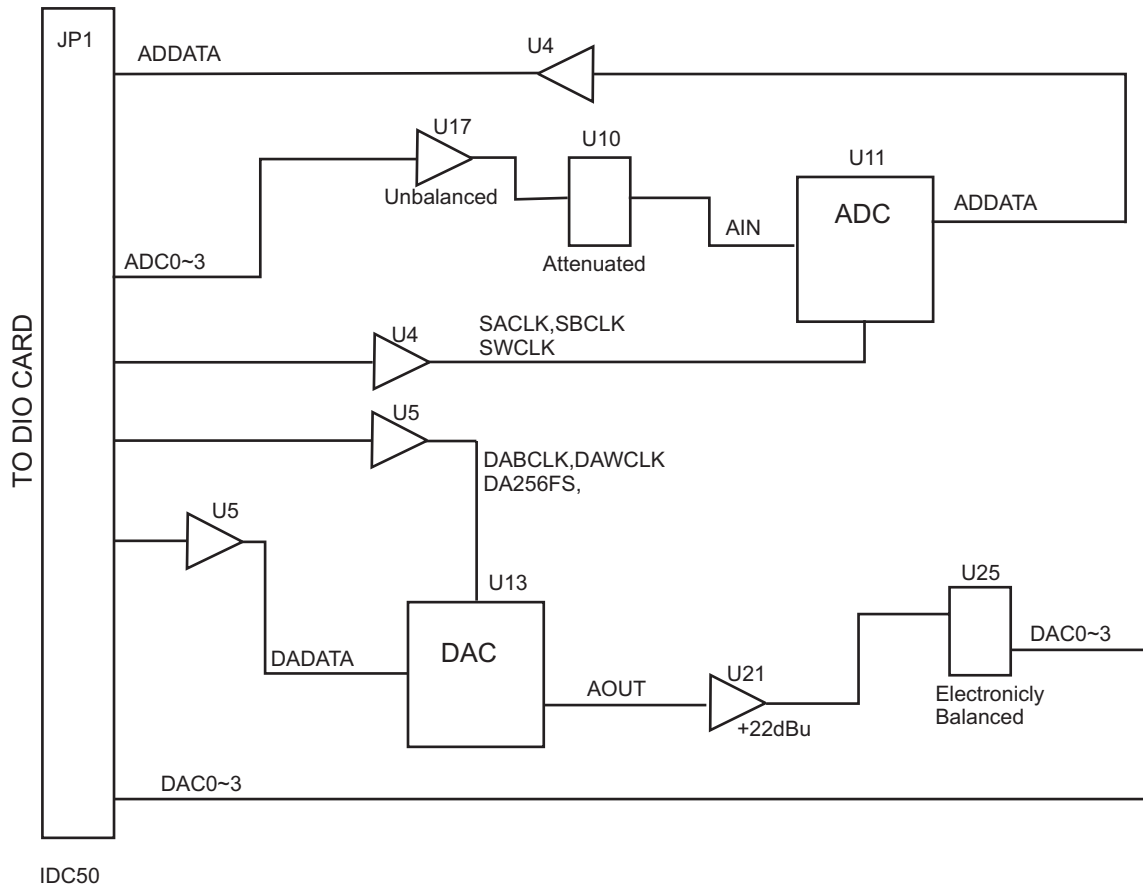 JP1
ADDATA
U4
U17
Unbalanced
U10
Attenuated
U11
ADC
ADDATA
AIN
ADC0~3
TO DIO CARD
U4
SACLK,SBCLK
SWCLK
U5
DABCLK,DAWCLK
DA256FS,
U5
U13
DAC
DADATA
AOUT
U21
+22dBu
U25
DAC0~3
Electronicly
Balanced
DAC0~3
IDC50